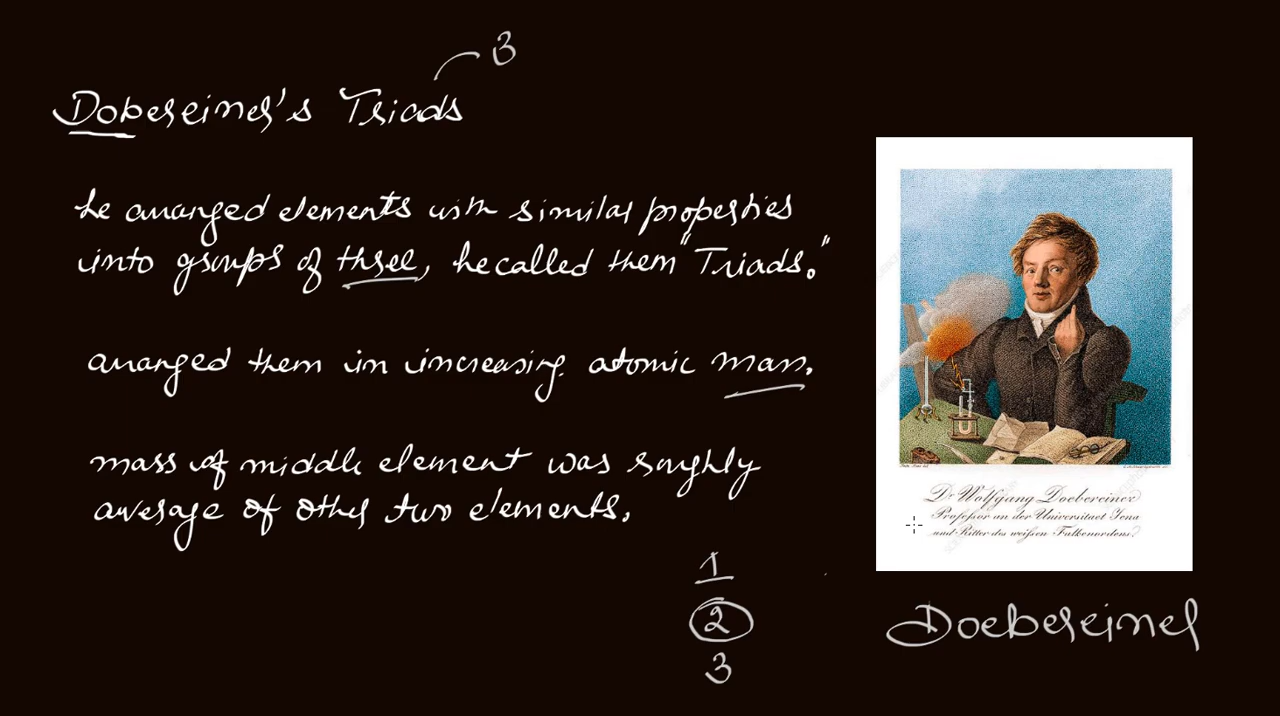 3
Dobereiner's Triads
he arranged elements with similar properties
into groups of three, he called them "Triads."
arranged them in increasing atomic mass.
mass of middle element was roughly
average of other two elements.
1
2
3
Dr. Wolfgang Doebereiner
Professor an der Universitaet Jena
und Ritter des weißen Falkenordens.
Doebereiner